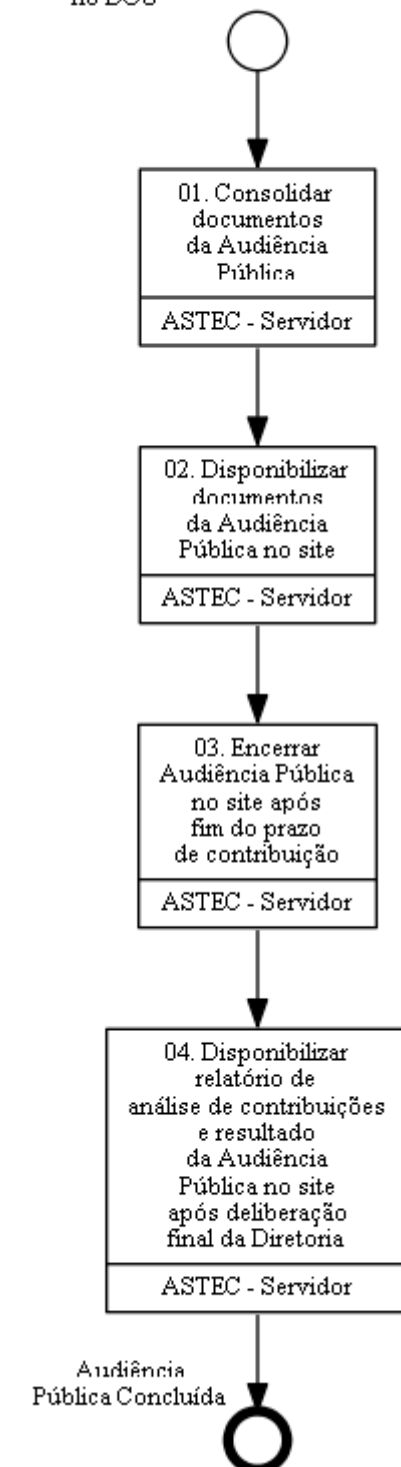 no DOU
01. Consolidar
documentos
da Audiência
Pública
ASTEC - Servidor
02. Disponibilizar
documentos
da Audiência
Pública no site
ASTEC - Servidor
03. Encerrar
Audiência Pública
no site após
fim do prazo
de contribuição
ASTEC - Servidor
04. Disponibilizar
relatório de
análise de contribuições
e resultado
da Audiência
Pública no site
após deliberação
final da Diretoria
ASTEC - Servidor
Audiência
Pública Concluída